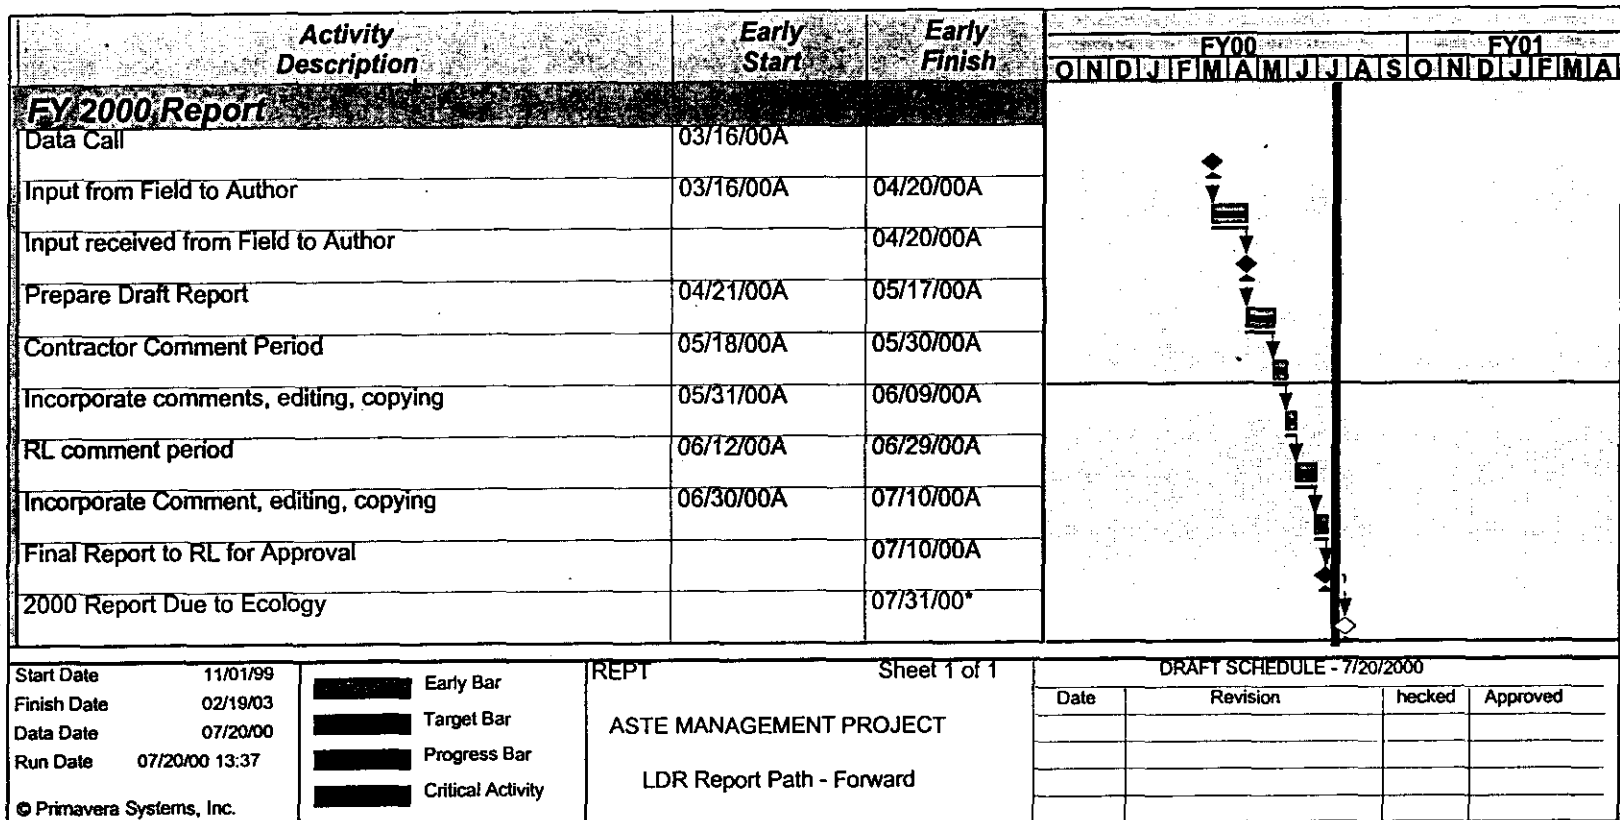 Activity Description Early Start Early Finish
FY00 FY01
O N D J F M A M J J A S O N D J F M A
FY 2000 Report
Data Call 03/16/00A
Input from Field to Author 03/16/00A 04/20/00A
Input received from Field to Author 04/20/00A
Prepare Draft Report 04/21/00A 05/17/00A
Contractor Comment Period 05/18/00A 05/30/00A
Incorporate comments, editing, copying 05/31/00A 06/09/00A
RL comment period 06/12/00A 06/29/00A
Incorporate Comment, editing, copying 06/30/00A 07/10/00A
Final Report to RL for Approval 07/10/00A
2000 Report Due to Ecology 07/31/00*
Start Date 11/01/99
Finish Date 02/19/03
Data Date 07/20/00
Run Date 07/20/00 13:37
© Primavera Systems, Inc.
Early Bar
Target Bar
Progress Bar
Critical Activity
REPT Sheet 1 of 1
ASTE MANAGEMENT PROJECT
LDR Report Path - Forward
DRAFT SCHEDULE - 7/20/2000
Date Revision hecked Approved